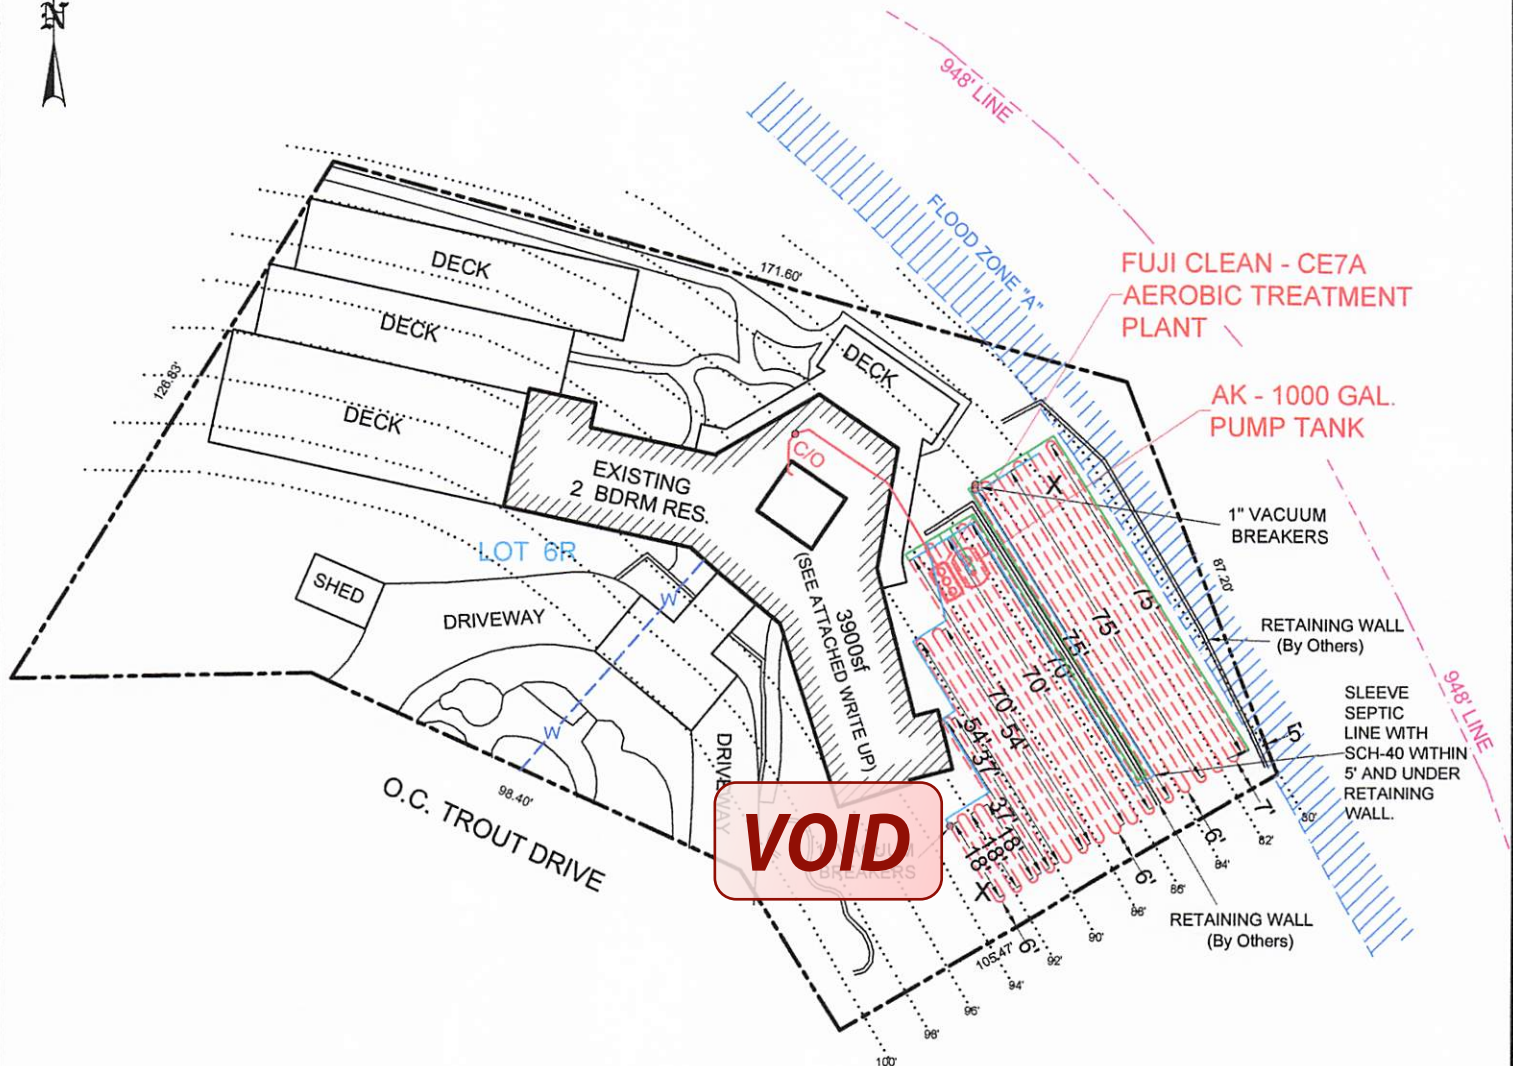 N
948' LINE
FLOOD ZONE "A"
FUJI CLEAN - CE7A
AEROBIC TREATMENT
PLANT
171.60'
DECK
DECK
DECK
DECK
126.83'
AK - 1000 GAL.
PUMP TANK
C/O
EXISTING
2 BDRM RES.
X
1" VACUUM
BREAKERS
LOT 6R
SHED
DRIVEWAY
W
W
(SEE ATTACHED WRITE UP)
3900sf
87.20'
75'
75'
75'
70'
70'
70'
54'
54'
37'
37'
18'
18'
18'
X
RETAINING WALL
(By Others)
948' LINE
SLEEVE
SEPTIC
LINE WITH
SCH-40 WITHIN
5' AND UNDER
RETAINING
WALL.
5'
7'
6'
6'
6'
80'
82'
84'
86'
86'
90'
92'
94'
96'
98'
100'
DRIVEWAY
VOID
VACUUM
BREAKERS
98.40'
O.C. TROUT DRIVE
105.47'
RETAINING WALL
(By Others)